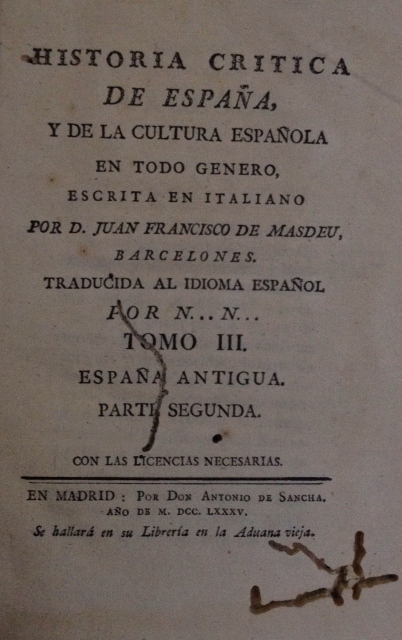 HISTORIA CRITICA
DE ESPAÑA,
Y DE LA CULTURA ESPAÑOLA
EN TODO GENERO,
ESCRITA EN ITALIANO
POR D. JUAN FRANCISCO DE MASDEU,
BARCELONES.
TRADUCIDA AL IDIOMA ESPAÑOL
POR N... N...
TOMO III.
ESPAÑA ANTIGUA.
PARTE SEGUNDA.
CON LAS LICENCIAS NECESARIAS.
EN MADRID: POR DON ANTONIO DE SANCHA.
AÑO DE M. DCC. LXXXV.
Se hallará en su Librería en la Aduana vieja.